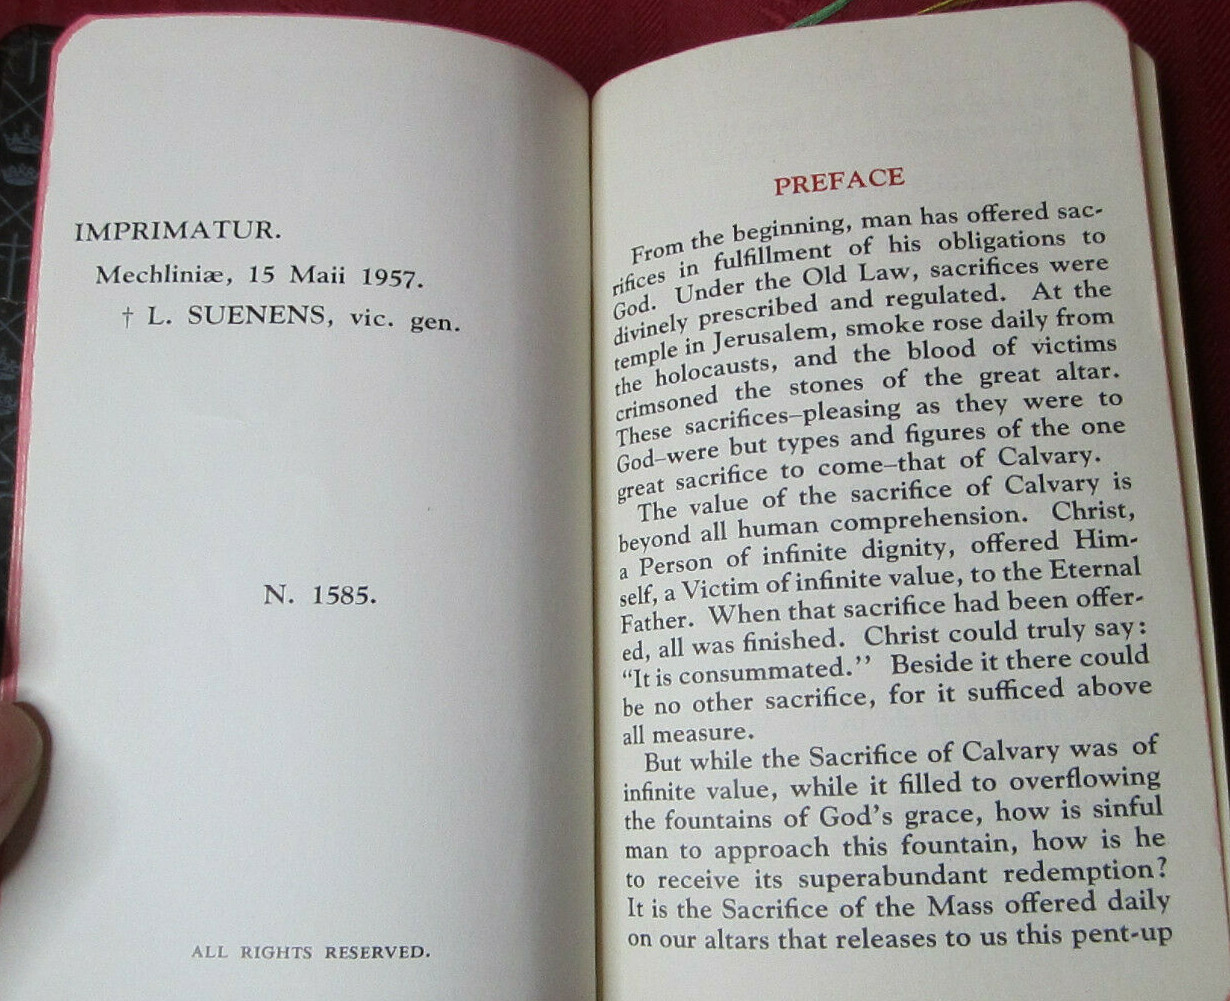 IMPRIMATUR.
Mechliniæ, 15 Maii 1957.
† L. SUENENS, vic. gen.
N. 1585.
ALL RIGHTS RESERVED.
PREFACE
From the beginning, man has offered sac-
rifices in fulfillment of his obligations to
God. Under the Old Law, sacrifices were
divinely prescribed and regulated. At the
temple in Jerusalem, smoke rose daily from
the holocausts, and the blood of victims
crimsoned the stones of the great altar.
These sacrifices–pleasing as they were to
God–were but types and figures of the one
great sacrifice to come–that of Calvary.
The value of the sacrifice of Calvary is
beyond all human comprehension. Christ,
a Person of infinite dignity, offered Him-
self, a Victim of infinite value, to the Eternal
Father. When that sacrifice had been offer-
ed, all was finished. Christ could truly say:
“It is consummated.’’ Beside it there could
be no other sacrifice, for it sufficed above
all measure.
But while the Sacrifice of Calvary was of
infinite value, while it filled to overflowing
the fountains of God’s grace, how is sinful
man to approach this fountain, how is he
to receive its superabundant redemption?
It is the Sacrifice of the Mass offered daily
on our altars that releases to us this pent-up